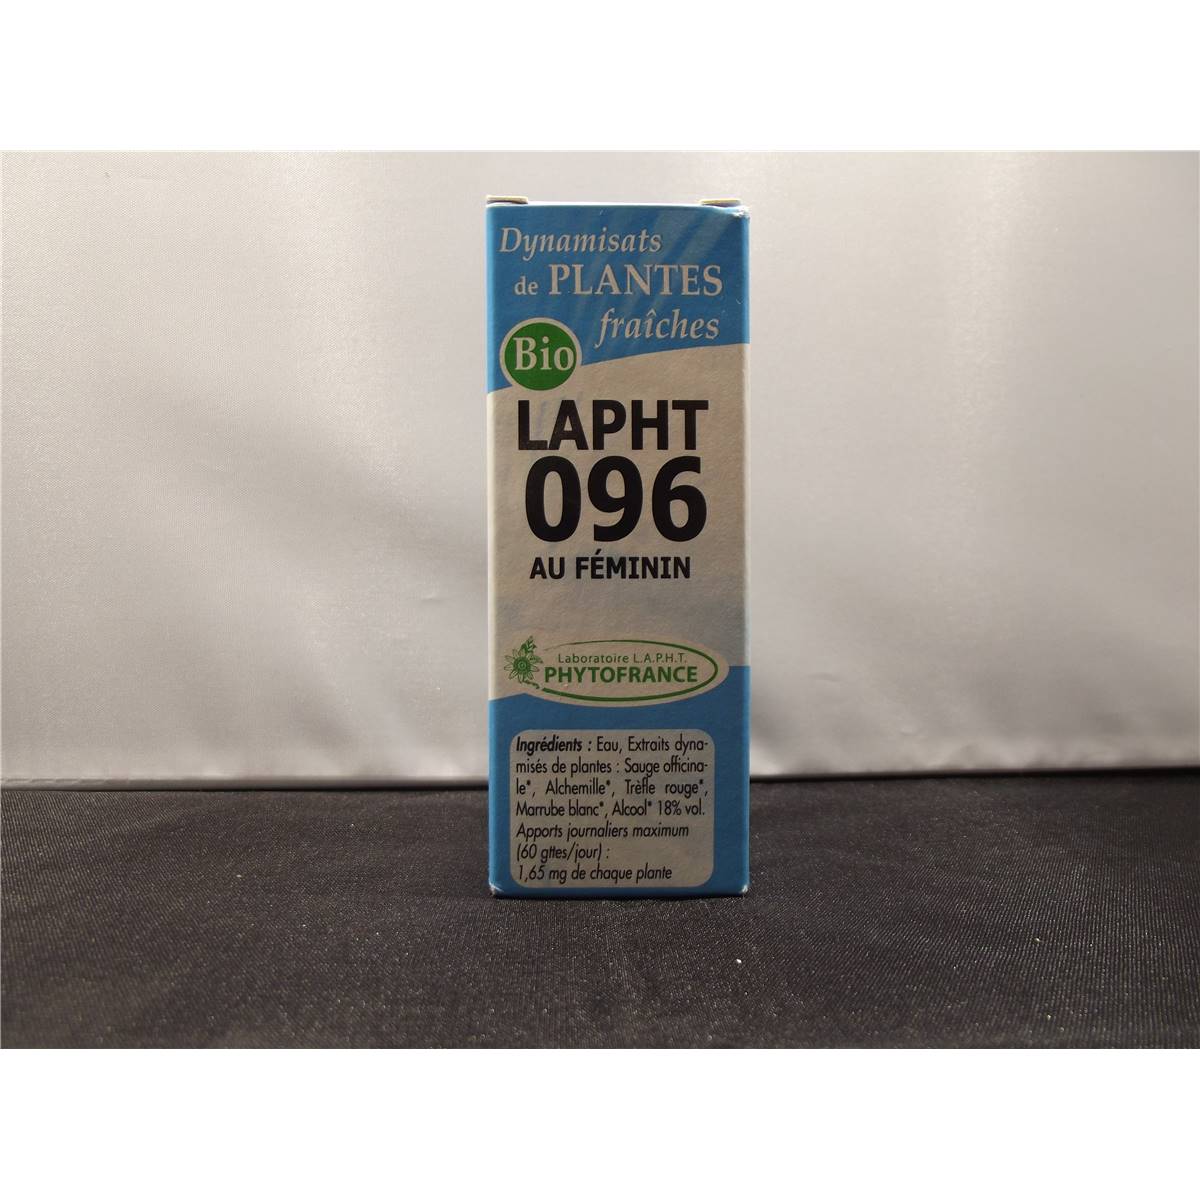 Dynamisats
de PLANTES
fraîches
Bio
LAPHT
096
AU FÉMININ
Laboratoire L.A.P.H.T.
PHYTOFRANCE
Ingrédients : Eau, Extraits dyna-
misés de plantes : Sauge officina-
le*, Alchemille*, Trèfle rouge*,
Marrube blanc*, Alcool* 18% vol.
Apports journaliers maximum
(60 gttes/jour) :
1,65 mg de chaque plante